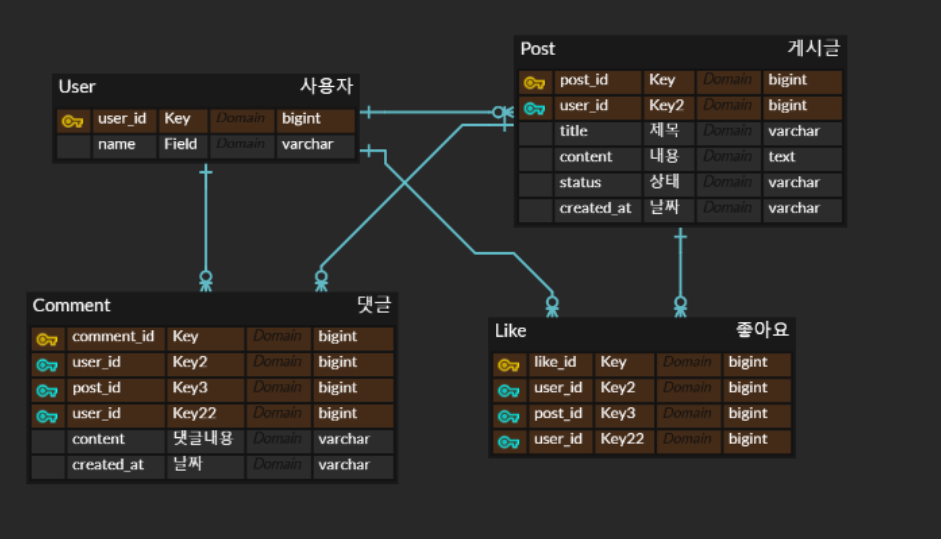 User 사용자
user_id Key Domain bigint
name Field Domain varchar
Post 게시글
post_id Key Domain bigint
user_id Key2 Domain bigint
title 제목 Domain varchar
content 내용 Domain text
status 상태 Domain varchar
created_at 날짜 Domain varchar
Comment 댓글
comment_id Key Domain bigint
user_id Key2 Domain bigint
post_id Key3 Domain bigint
user_id Key22 Domain bigint
content 댓글내용 Domain varchar
created_at 날짜 Domain varchar
Like 좋아요
like_id Key Domain bigint
user_id Key2 Domain bigint
post_id Key3 Domain bigint
user_id Key22 Domain bigint